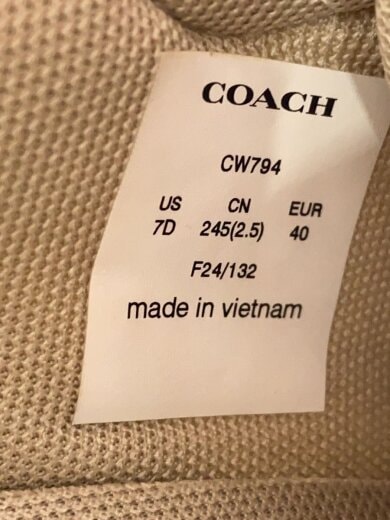 COACH
CW794
US CN EUR
7D 245(2.5) 40
F24/132
made in vietnam